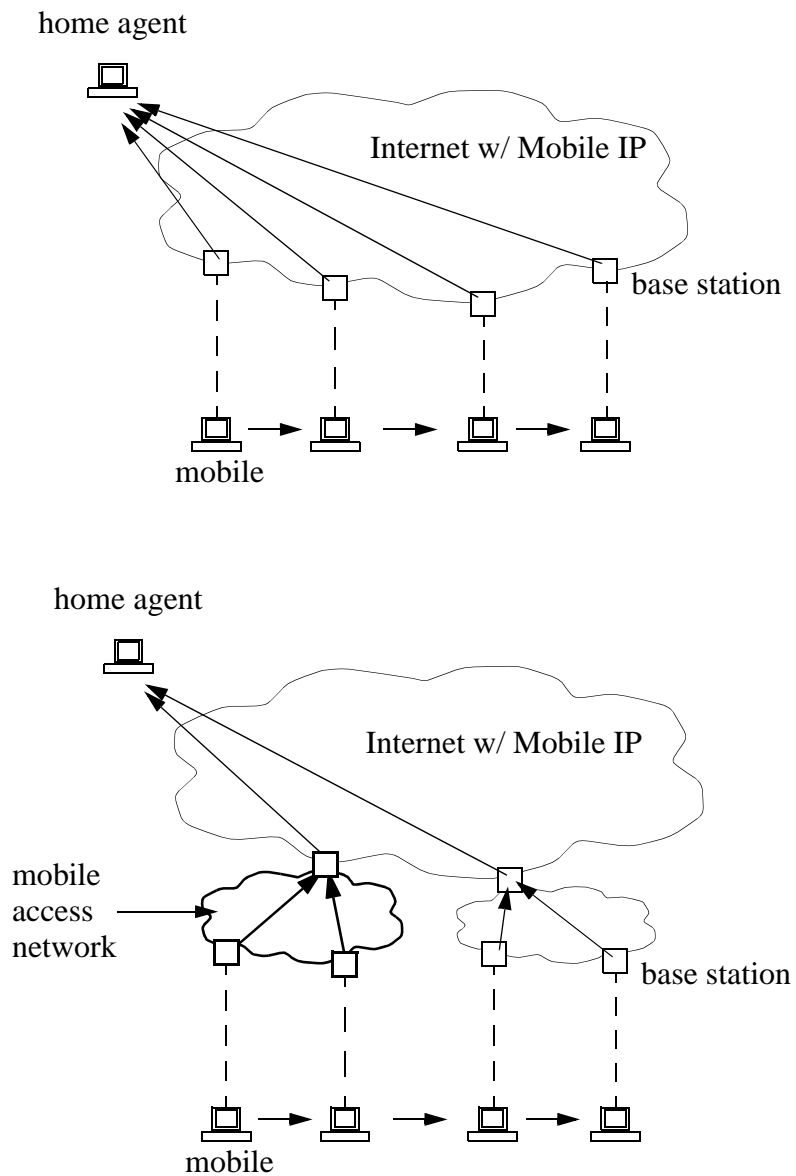 home agent
Internet w/ Mobile IP
base station
mobile
home agent
Internet w/ Mobile IP
mobile
access
network
base station
mobile